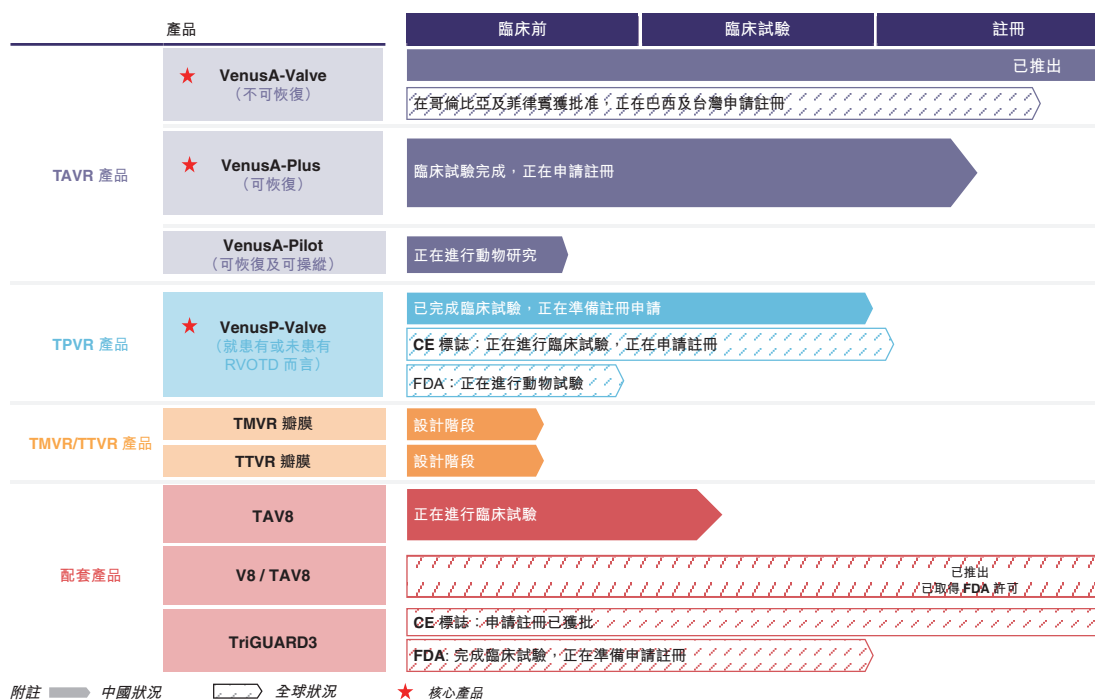 產品
臨床前
臨床試驗
註冊
TAVR 產品
VenusA-Valve
(不可恢復)
已推出
在哥倫比亞及菲律賓獲批准，正在巴西及台灣申請註冊
VenusA-Plus
(可恢復)
臨床試驗完成，正在申請註冊
VenusA-Pilot
(可恢復及可操縱)
正在進行動物研究
TPVR 產品
VenusP-Valve
(就患有或未患有
RVOTD 而言)
已完成臨床試驗，正在準備註冊申請
CE 標誌：正在進行臨床試驗，正在申請註冊
FDA：正在進行動物試驗
TMVR/TTVR 產品
TMVR 瓣膜
設計階段
TTVR 瓣膜
設計階段
配套產品
TAV8
正在進行臨床試驗
V8 / TAV8
已推出
已取得 FDA 許可
TriGUARD3
CE 標誌：申請註冊已獲批
FDA: 完成臨床試驗，正在準備申請註冊
附註 中國狀況 全球狀況 核心產品